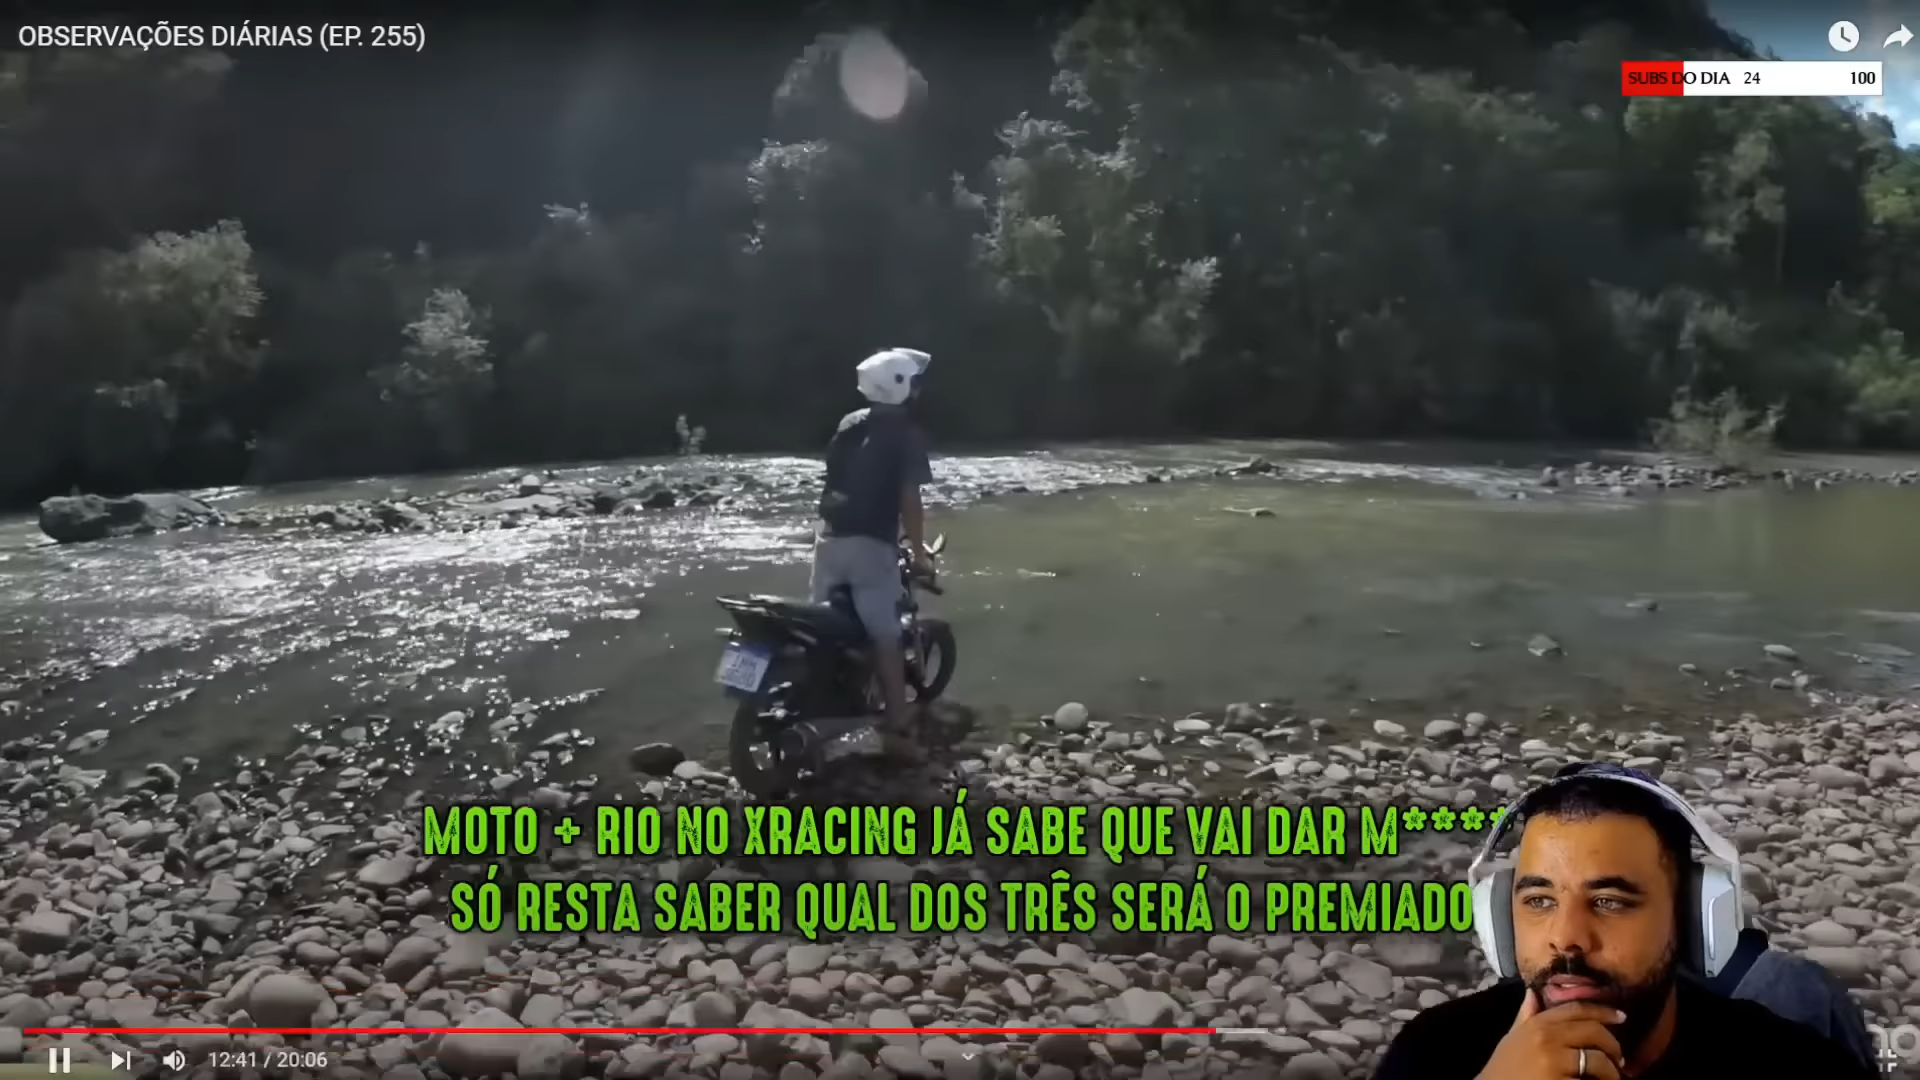 OBSERVAÇÕES DIÁRIAS (EP. 255)
SUBS DO DIA 24 100
MOTO + RIO NO XRACING JÁ SABE QUE VAI DAR M****
SÓ RESTA SABER QUAL DOS TRÊS SERÁ O PREMIADO
12:41 / 20:06